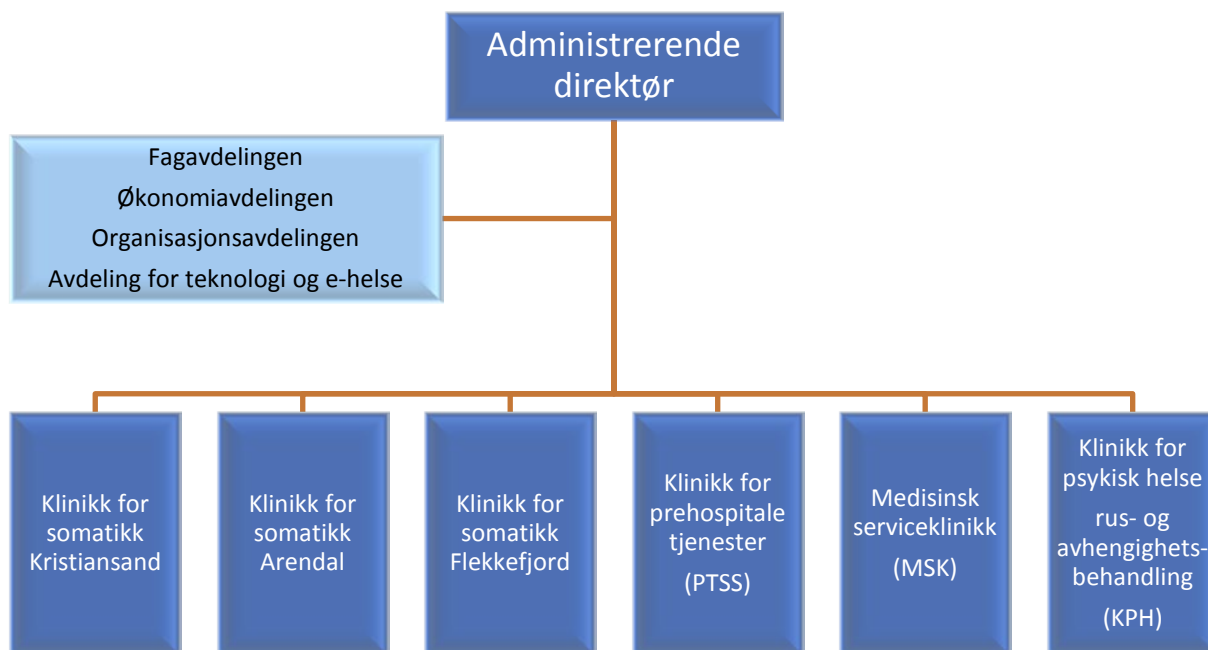 Administrerende
direktør
Fagavdelingen
Økonomiavdelingen
Organisasjonsavdelingen
Avdeling for teknologi og e-helse
Klinikk for
somatikk
Kristiansand
Klinikk for
somatikk
Arendal
Klinikk for
somatikk
Flekkefjord
Klinikk for
prehospitale
tjenester
(PTSS)
Medisinsk
serviceklinikk
(MSK)
Klinikk for
psykisk helse
rus- og
avhengighets-
behandling
(KPH)